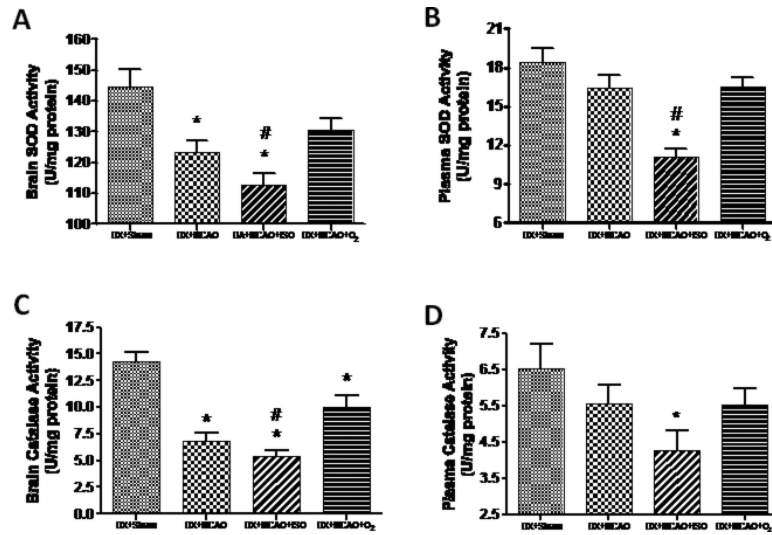 A
Brain SOD Activity
(U/mg protein)
160
150
140
130
120
110
100
*
#
*
DX+Sham
DX+MCAO
DX+MCAO+ISO
DX+MCAO+O2
B
Plasma SOD Activity
(U/mg protein)
21
18
15
12
9
6
#
*
DX+Sham
DX+MCAO
DX+MCAO+ISO
DX+MCAO+O2
C
Brain Catalase Activity
(U/mg protein)
17.5
15.0
12.5
10.0
7.5
5.0
2.5
0.0
*
#
*
*
DX+Sham
DX+MCAO
DX+MCAO+ISO
DX+MCAO+O2
D
Plasma Catalase Activity
(U/mg protein)
7.5
6.5
5.5
4.5
3.5
2.5
*
DX+Sham
DX+MCAO
DX+MCAO+ISO
DX+MCAO+O2